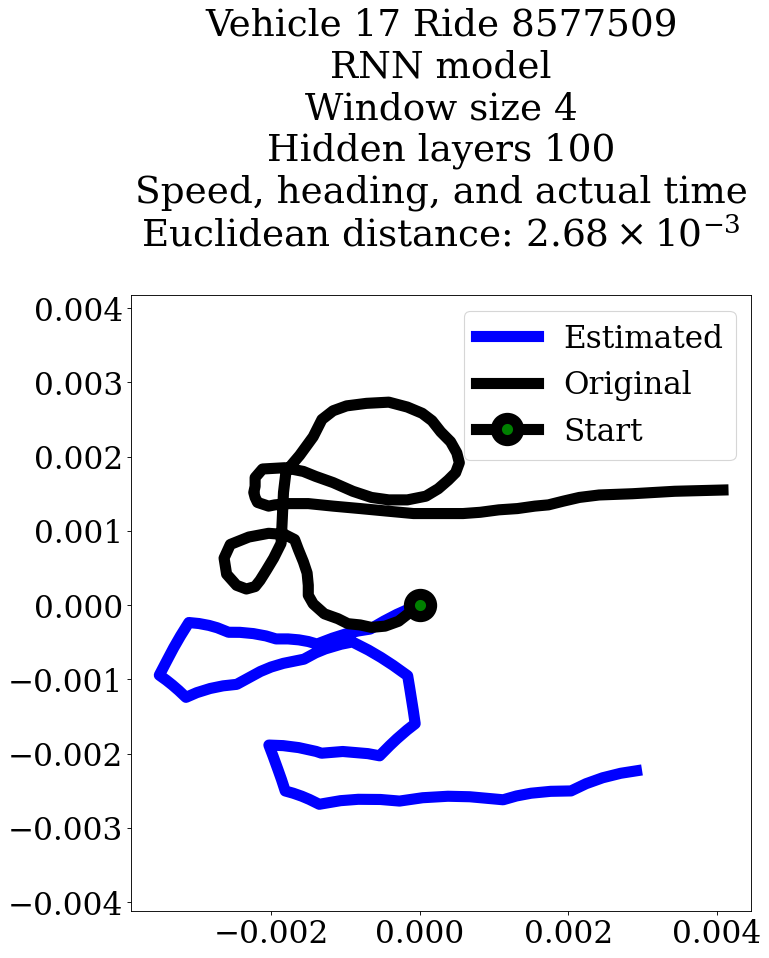 Vehicle 17 Ride 8577509
RNN model
Window size 4
Hidden layers 100
Speed, heading, and actual time
Euclidean distance: 2.68 × 10⁻³
Estimated
Original
Start
0.004
0.003
0.002
0.001
0.000
−0.001
−0.002
−0.003
−0.004
−0.002 0.000 0.002 0.004